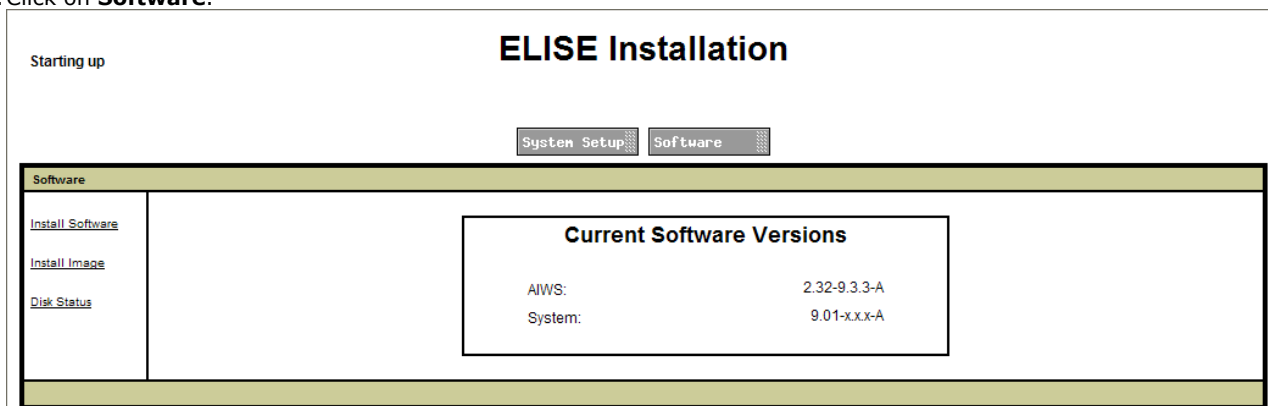 Click on Software.
ELISE Installation
Starting up
System Setup Software
Software
Install Software
Install Image
Disk Status
Current Software Versions
AIWS: 2.32-9.3.3-A
System: 9.01-x.x.x-A